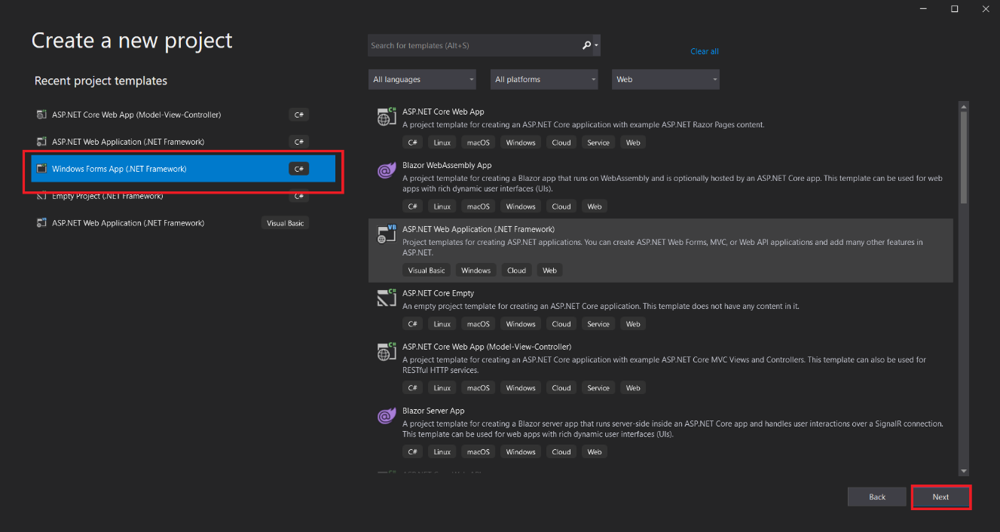 Create a new project
Recent project templates
ASP.NET Core Web App (Model-View-Controller)
C#
ASP.NET Web Application (.NET Framework)
C#
Windows Forms App (.NET Framework)
C#
Empty Project (.NET Framework)
C#
ASP.NET Web Application (.NET Framework)
Visual Basic
Search for templates (Alt+S)
Clear all
All languages
All platforms
Web
ASP.NET Core Web App
A project template for creating an ASP.NET Core application with example ASP.NET Razor Pages content.
C# Linux macOS Windows Cloud Service Web
Blazor WebAssembly App
A project template for creating a Blazor app that runs on WebAssembly and is optionally hosted by an ASP.NET Core app. This template can be used for web
apps with rich dynamic user interfaces (UIs).
C# Linux macOS Windows Cloud Web
VB
ASP.NET Web Application (.NET Framework)
Project templates for creating ASP.NET applications. You can create ASP.NET Web Forms, MVC, or Web API applications and add many other features in
ASP.NET.
Visual Basic Windows Cloud Web
ASP.NET Core Empty
An empty project template for creating an ASP.NET Core application. This template does not have any content in it.
C# Linux macOS Windows Cloud Service Web
ASP.NET Core Web App (Model-View-Controller)
A project template for creating an ASP.NET Core application with example ASP.NET Core MVC Views and Controllers. This template can also be used for
RESTful HTTP services.
C# Linux macOS Windows Cloud Service Web
Blazor Server App
A project template for creating a Blazor server app that runs server-side inside an ASP.NET Core app and handles user interactions over a SignalR connection.
This template can be used for web apps with rich dynamic user interfaces (UIs).
C# Linux macOS Windows Cloud Web
Back
Next